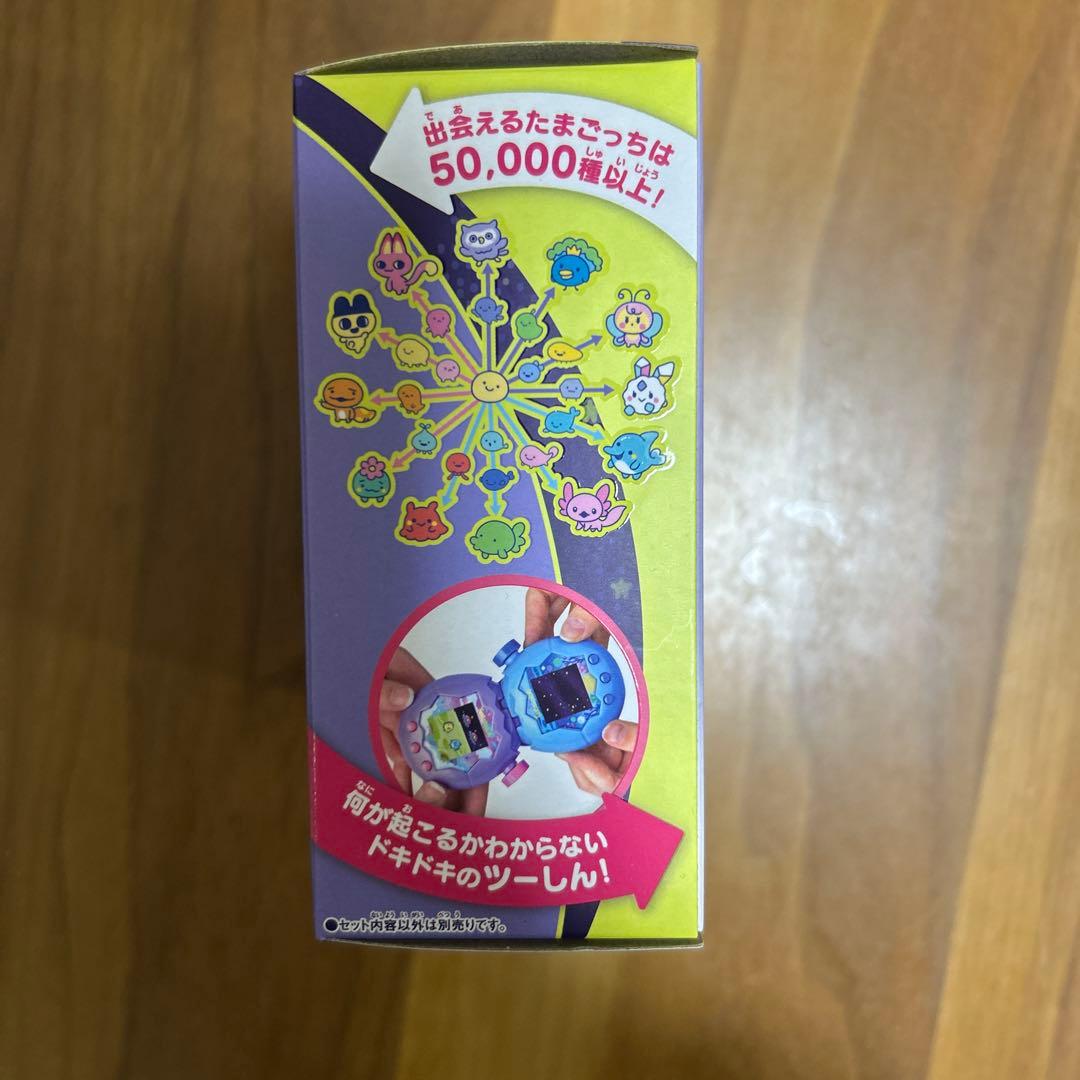 出会えるたまごっちは
50,000種以上!
何が起こるかわからない
ドキドキのツーしん!
●セット内容以外は別売りです。